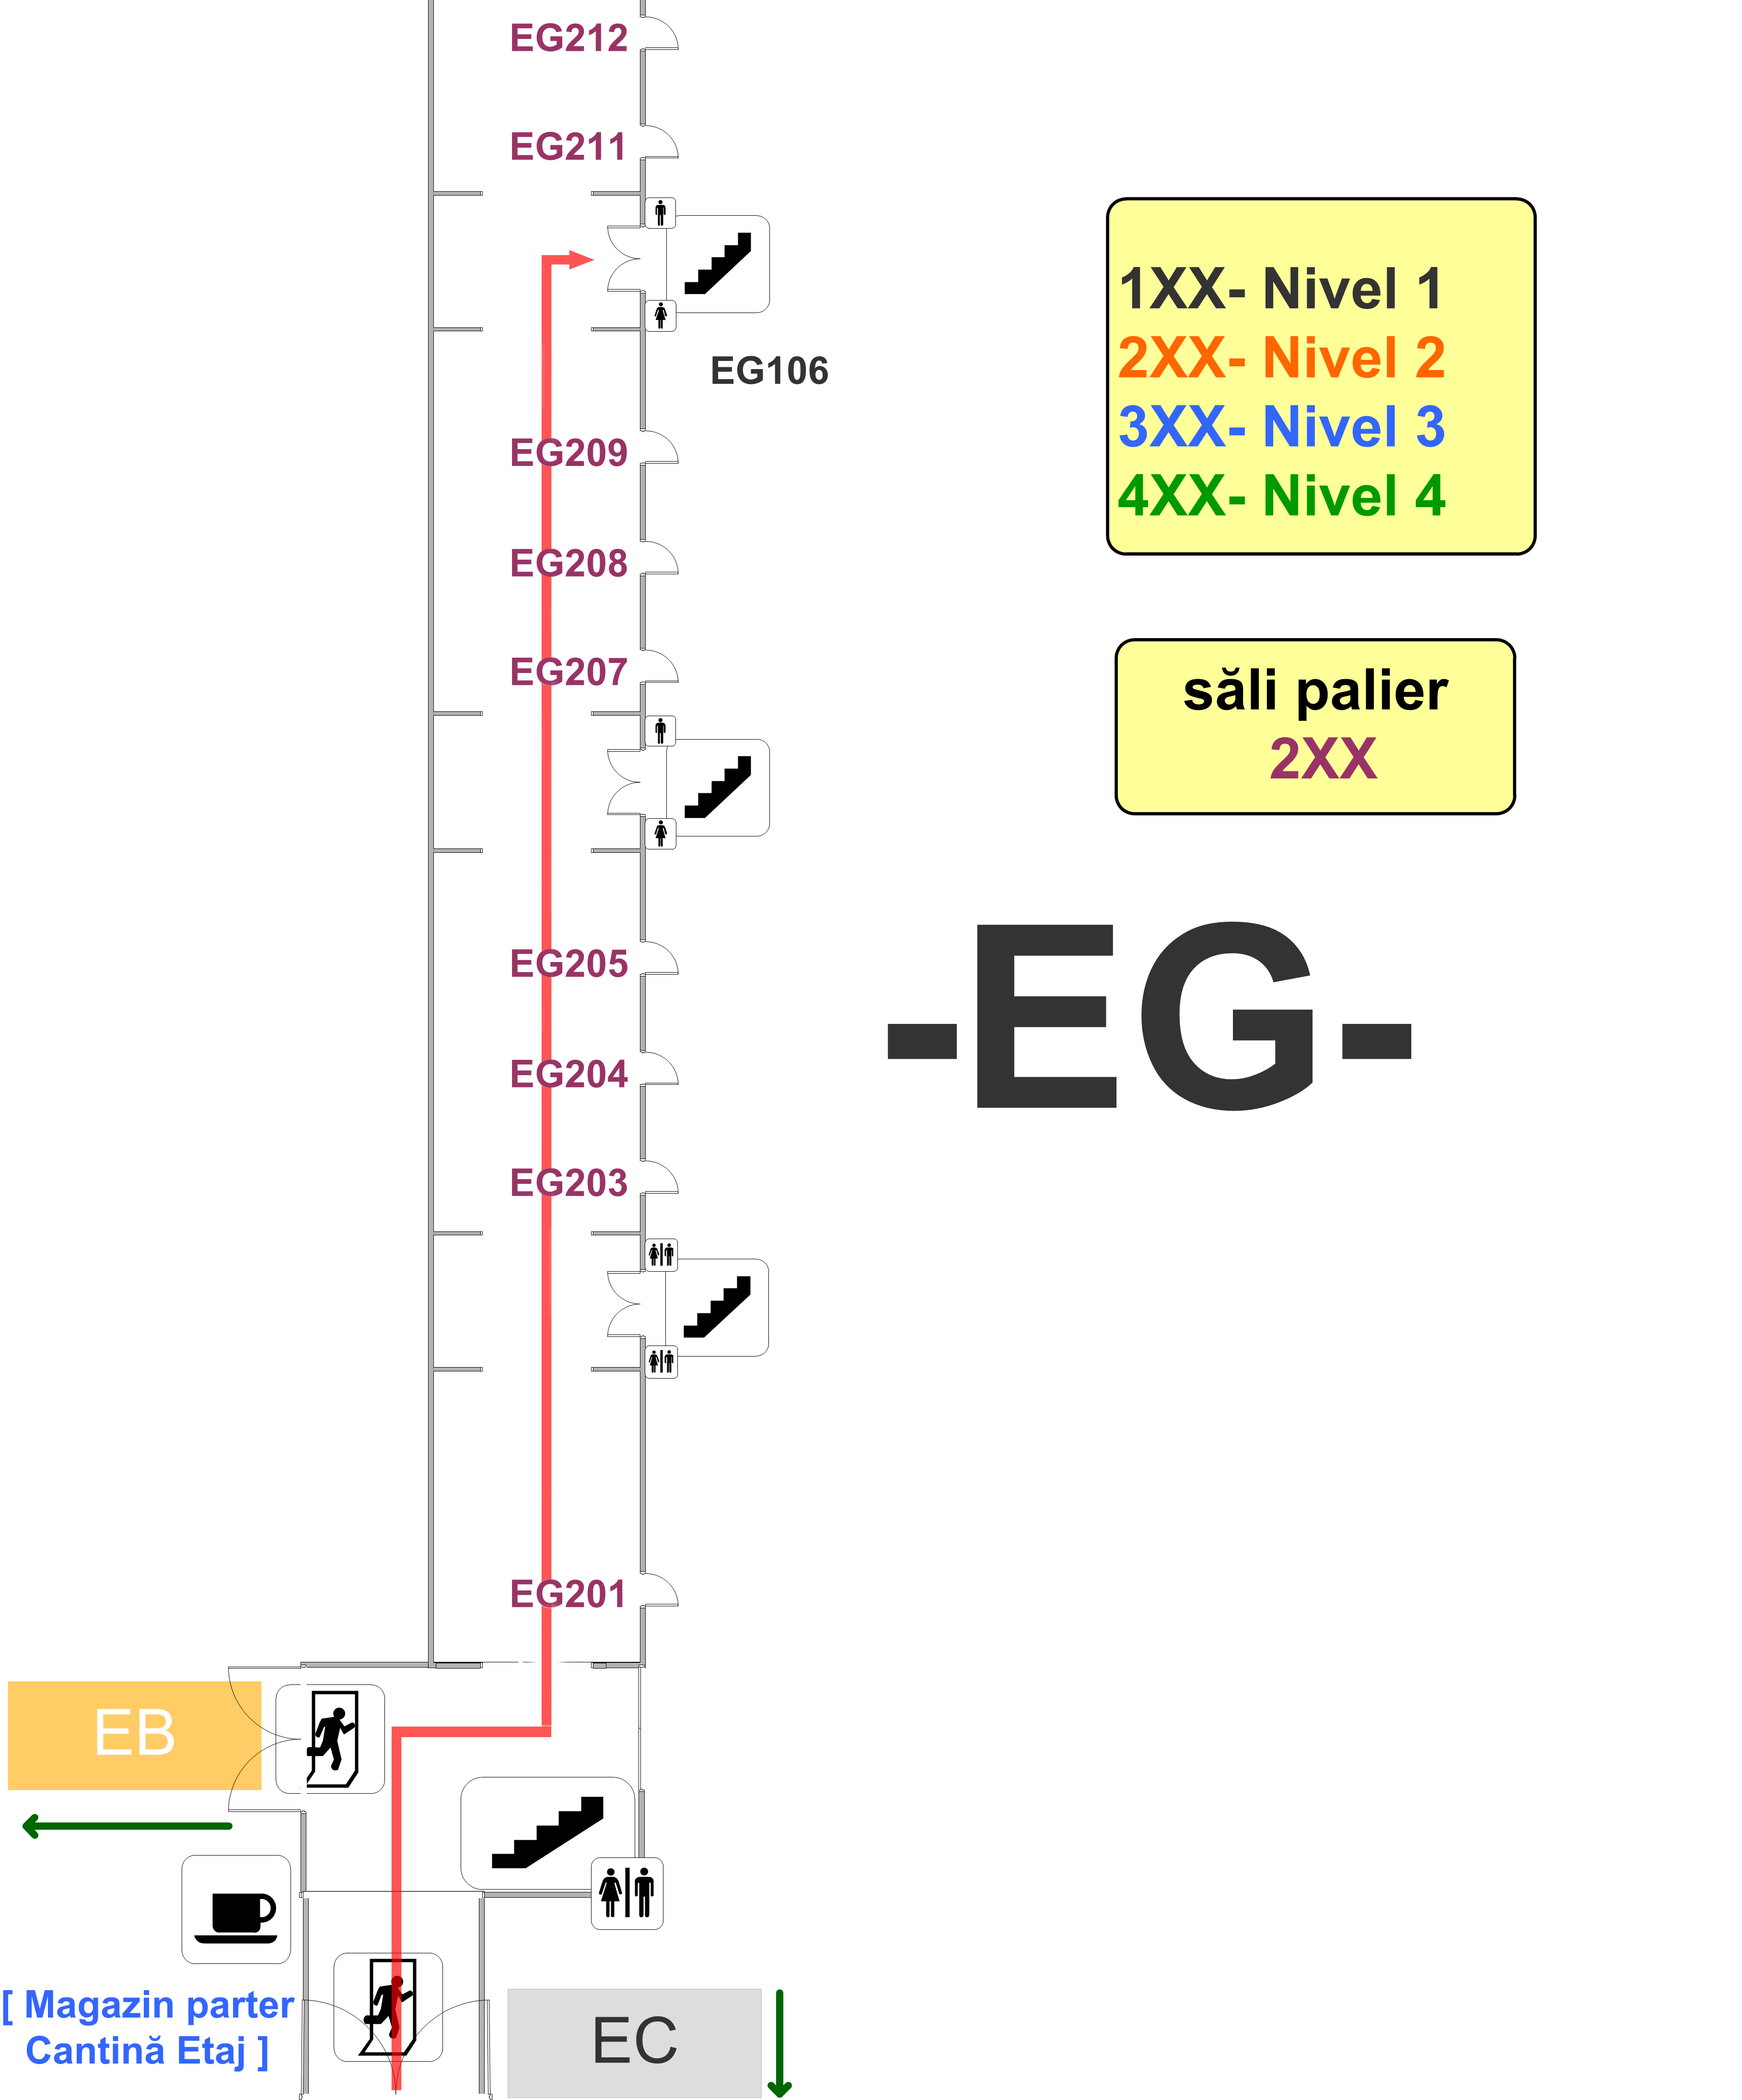 EG212
EG211
1XX- Nivel 1
2XX- Nivel 2
3XX- Nivel 3
4XX- Nivel 4
EG106
EG209
EG208
EG207
săli palier
2XX
EG205
-EG-
EG204
EG203
EG201
EB
[ Magazin parter
Cantină Etaj ]
EC